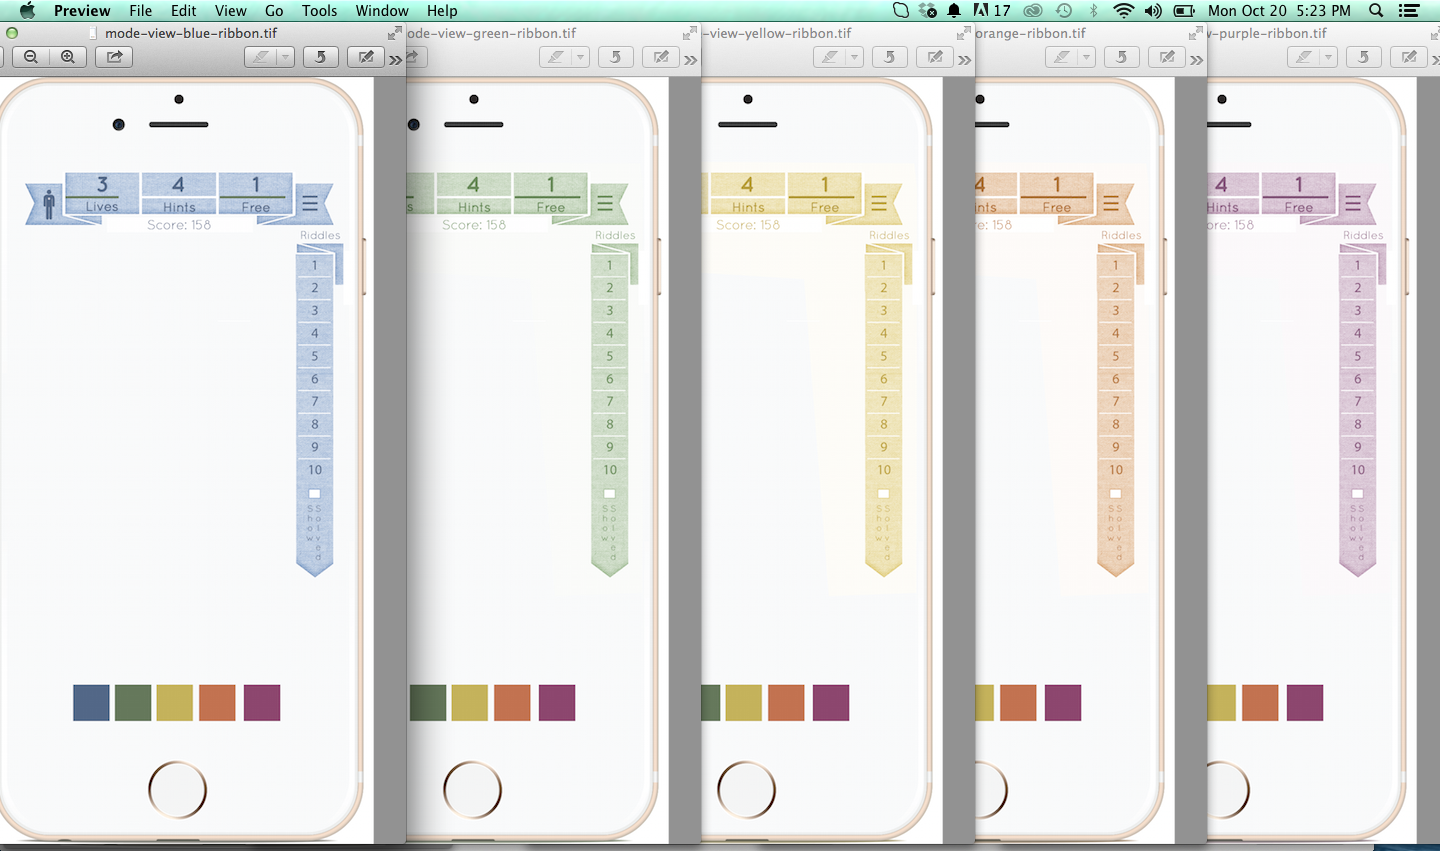 Preview File Edit View Go Tools Window Help 17 Mon Oct 20 5:23 PM
mode-view-blue-ribbon.tif
ode-view-green-ribbon.tif
-view-yellow-ribbon.tif
orange-ribbon.tif
w-purple-ribbon.tif
3 4 1
Lives Hints Free
Score: 158
Riddles
1
2
3
4
5
6
7
8
9
10
Show Solved
4 1
s Hints Free
Score: 158
Riddles
1
2
3
4
5
6
7
8
9
10
Show Solved
4 1
Hints Free
Score: 158
Riddles
1
2
3
4
5
6
7
8
9
10
Show Solved
4 1
ints Free
re: 158
Riddles
1
2
3
4
5
6
7
8
9
10
Show Solved
4 1
Hints Free
ore: 158
Riddles
1
2
3
4
5
6
7
8
9
10
Show Solved